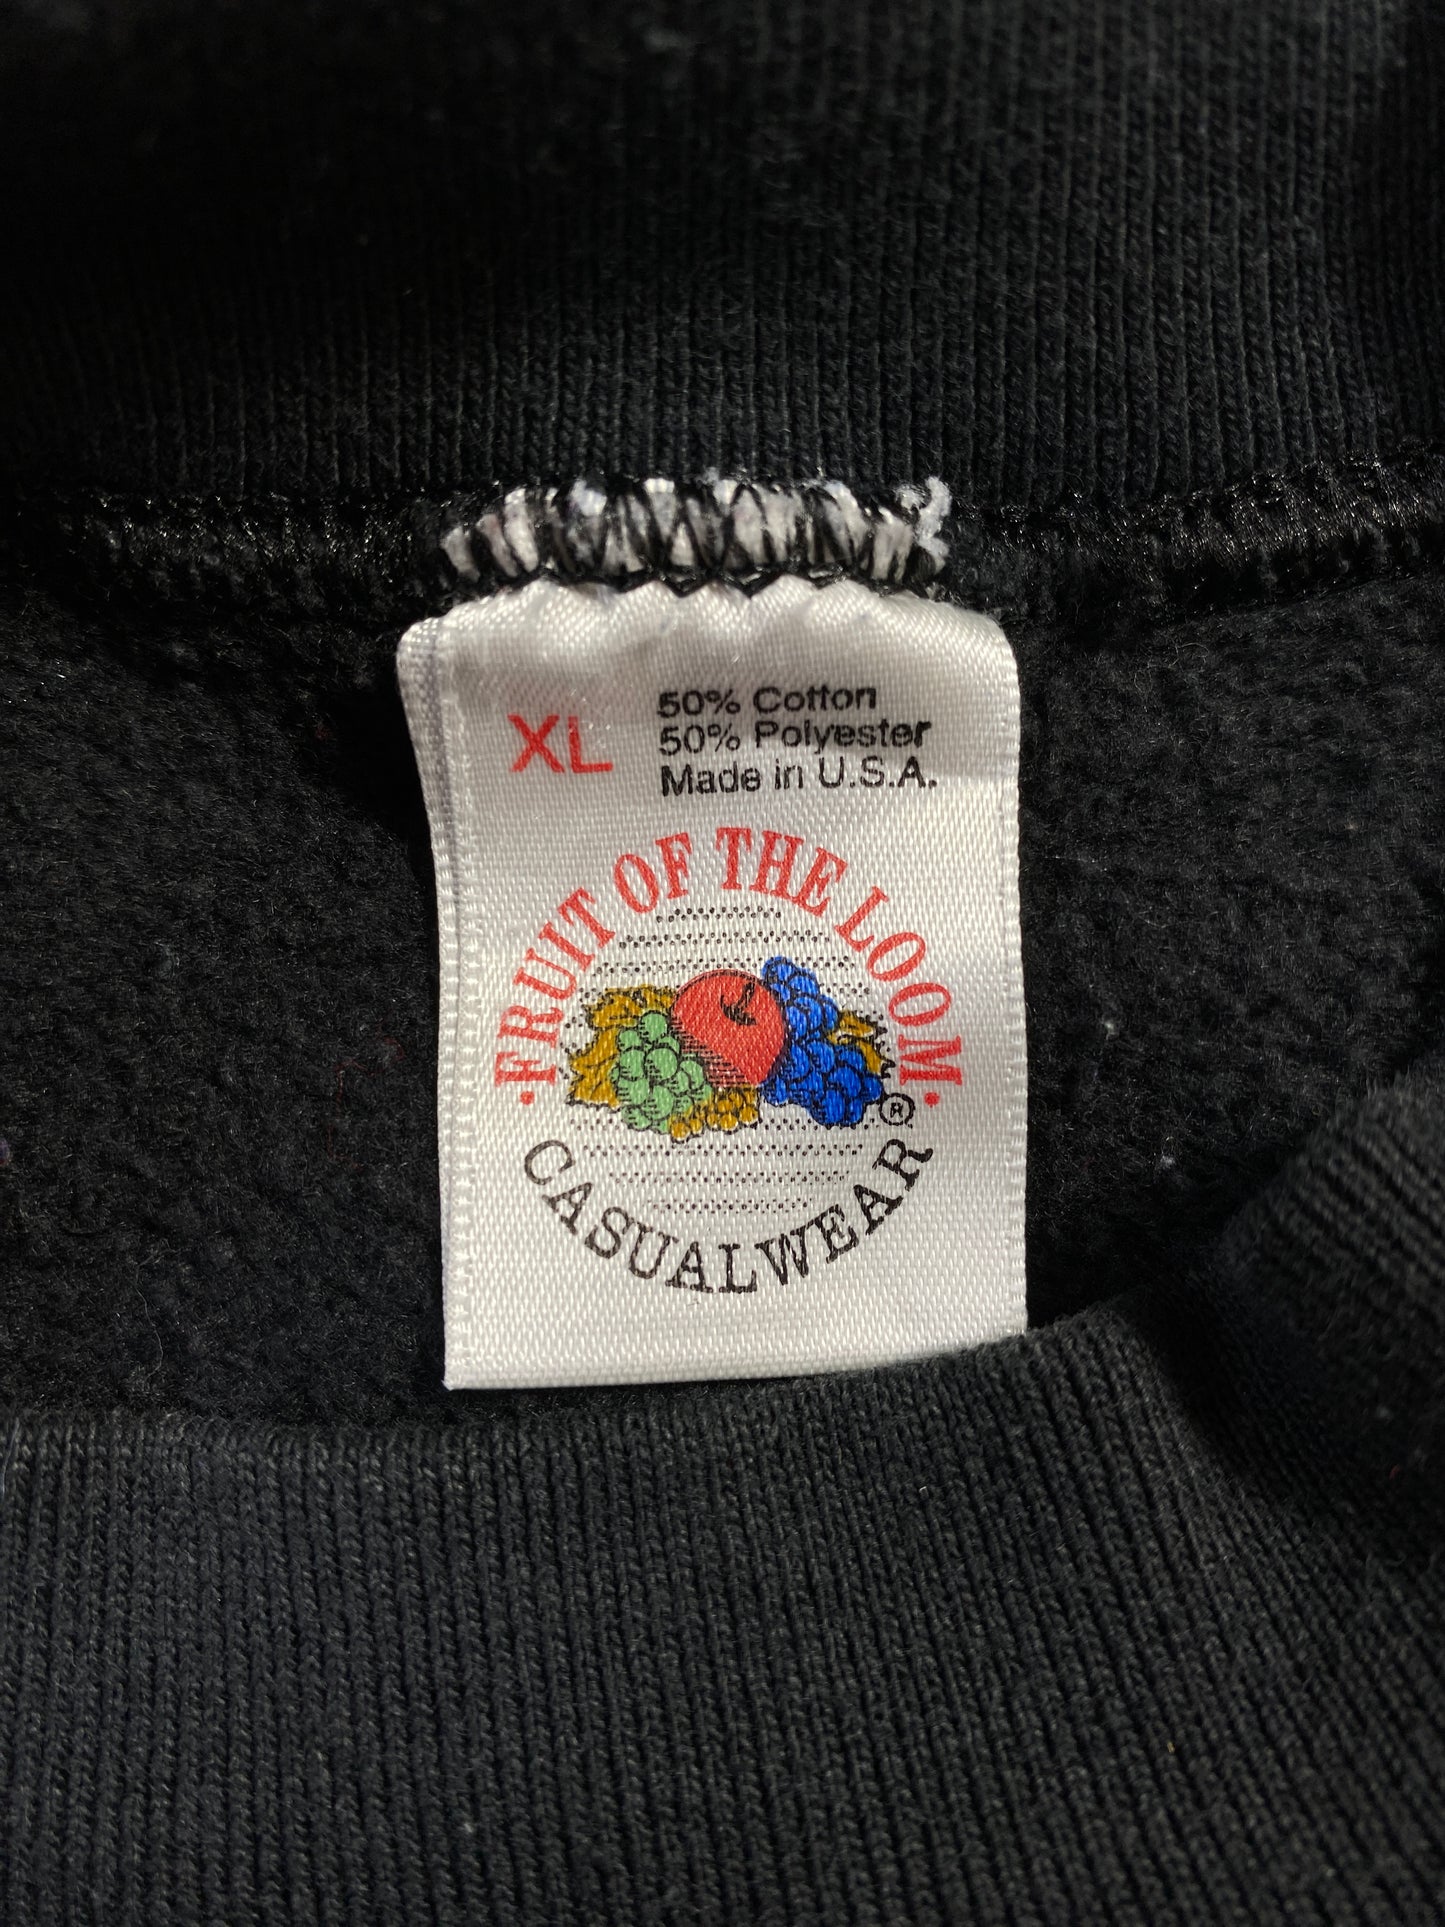 XL
50% Cotton
50% Polyester
Made in U.S.A.
·FRUIT OF THE LOOM·
®
CASUALWEAR